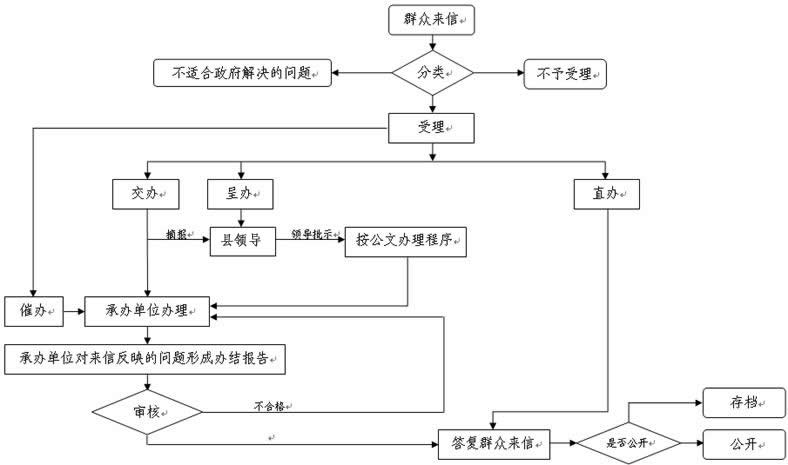 群众来信
不适合政府解决的问题
分类
不予受理
受理
交办
呈办
直办
摘报
县领导
领导批示
按公文办理程序
催办
承办单位办理
承办单位对来信反映的问题形成办结报告
审核
不合格
存档
答复群众来信
是否公开
公开